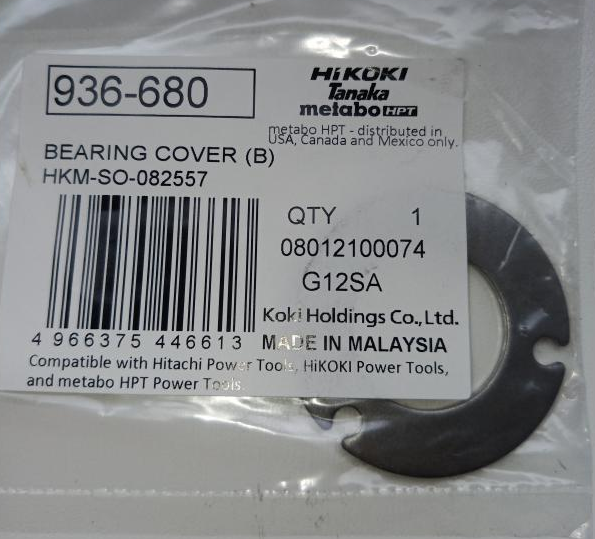 936-680
HiKOKI
Tanaka
metabo HPT
metabo HPT - distributed in
USA, Canada and Mexico only.
BEARING COVER (B)
HKM-SO-082557
QTY 1
08012100074
G12SA
Koki Holdings Co.,Ltd.
4 966375 446613 MADE IN MALAYSIA
Compatible with Hitachi Power Tools, HiKOKI Power Tools,
and metabo HPT Power Tools.